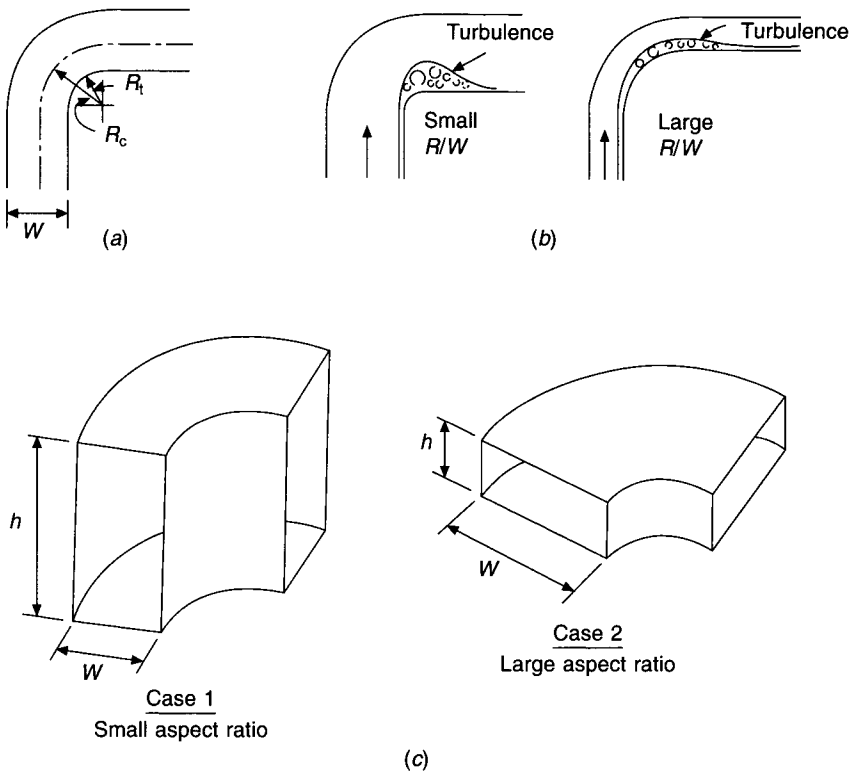 R_t
R_c
W
(a)
Turbulence
Small
R/W
Turbulence
Large
R/W
(b)
h
W
Case 1
Small aspect ratio
h
W
Case 2
Large aspect ratio
(c)